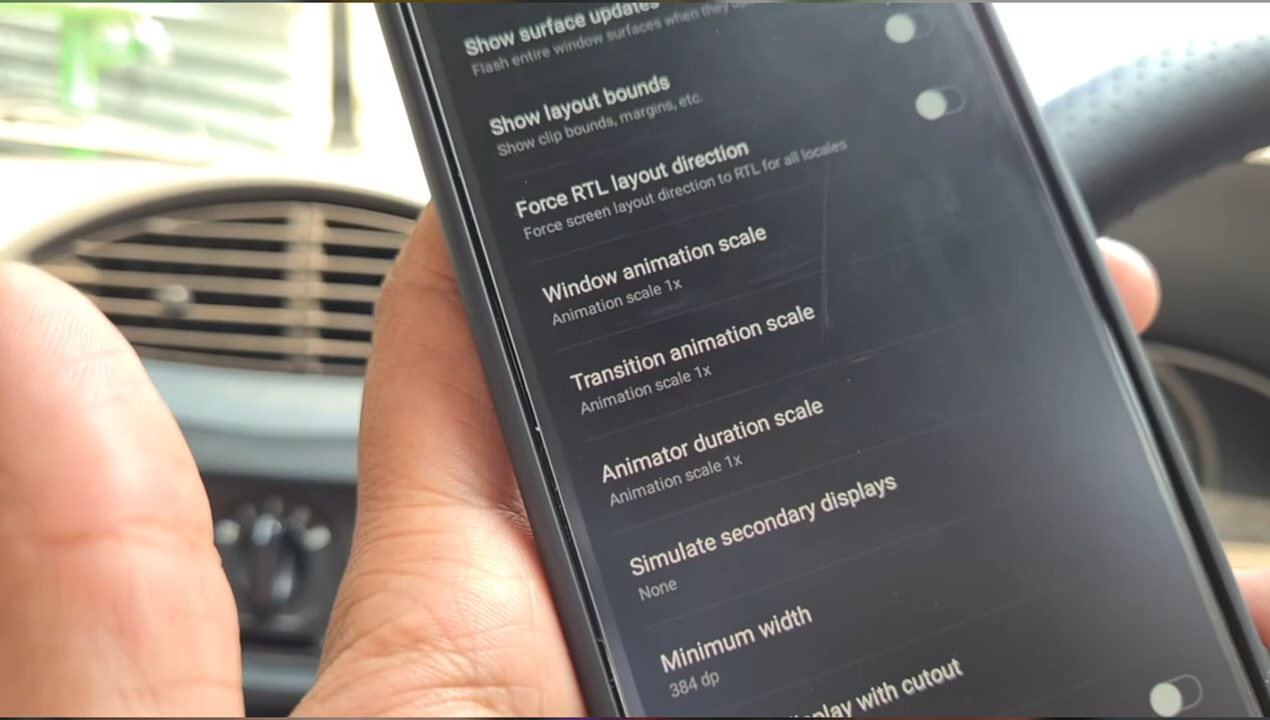 Show surface updates
Flash entire window surfaces when they
Show layout bounds
Show clip bounds, margins, etc.
Force RTL layout direction
Force screen layout direction to RTL for all locales
Window animation scale
Animation scale 1x
Transition animation scale
Animation scale 1x
Animator duration scale
Animation scale 1x
Simulate secondary displays
None
Minimum width
384 dp
with cutout